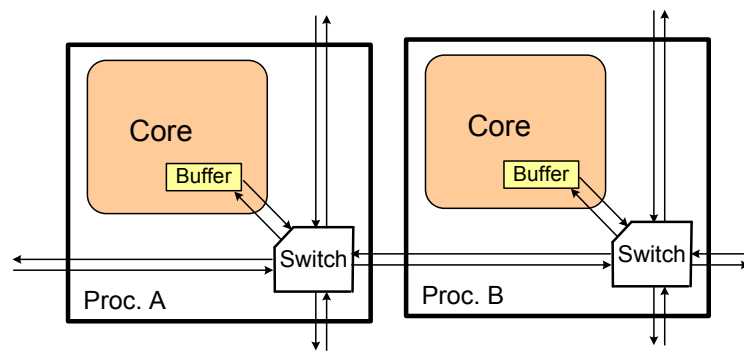 Core
Buffer
Switch
Proc. A
Core
Buffer
Switch
Proc. B